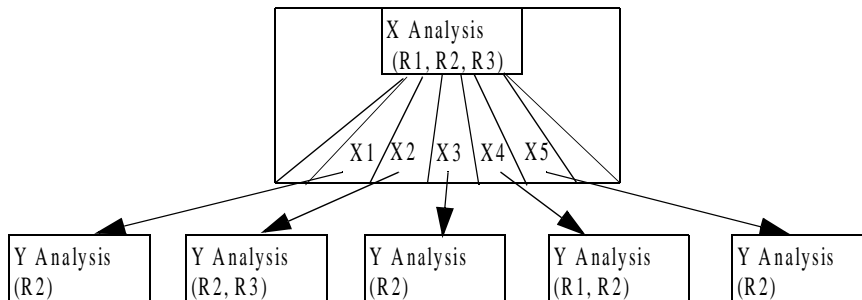 X Analysis
(R1, R2, R3)
X1 X2 X3 X4 X5
Y Analysis
(R2)
Y Analysis
(R2, R3)
Y Analysis
(R2)
Y Analysis
(R1, R2)
Y Analysis
(R2)